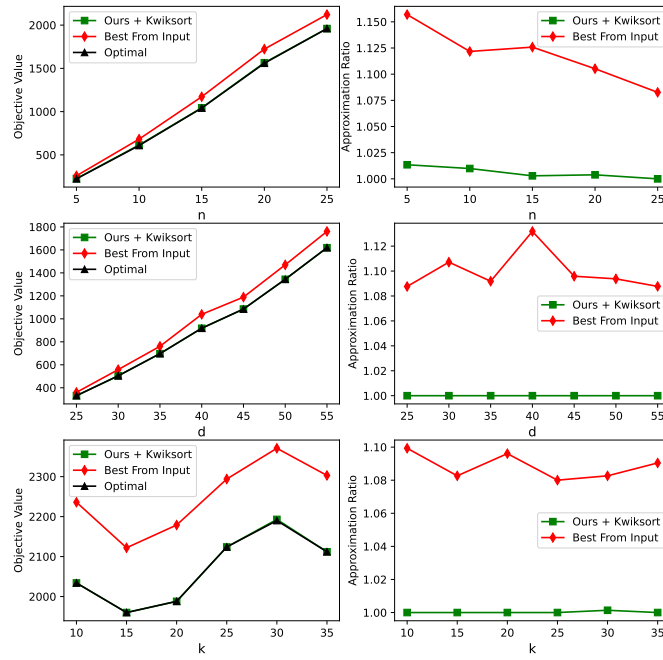 Objective Value
2000
1500
1000
500
Ours + Kwiksort
Best From Input
Optimal
5 10 15 20 25
n
Approximation Ratio
1.150
1.125
1.100
1.075
1.050
1.025
1.000
Ours + Kwiksort
Best From Input
5 10 15 20 25
n
Objective Value
1800
1600
1400
1200
1000
800
600
400
Ours + Kwiksort
Best From Input
Optimal
25 30 35 40 45 50 55
d
Approximation Ratio
1.12
1.10
1.08
1.06
1.04
1.02
1.00
Ours + Kwiksort
Best From Input
25 30 35 40 45 50 55
d
Objective Value
2300
2200
2100
2000
Ours + Kwiksort
Best From Input
Optimal
10 15 20 25 30 35
k
Approximation Ratio
1.10
1.08
1.06
1.04
1.02
1.00
Ours + Kwiksort
Best From Input
10 15 20 25 30 35
k